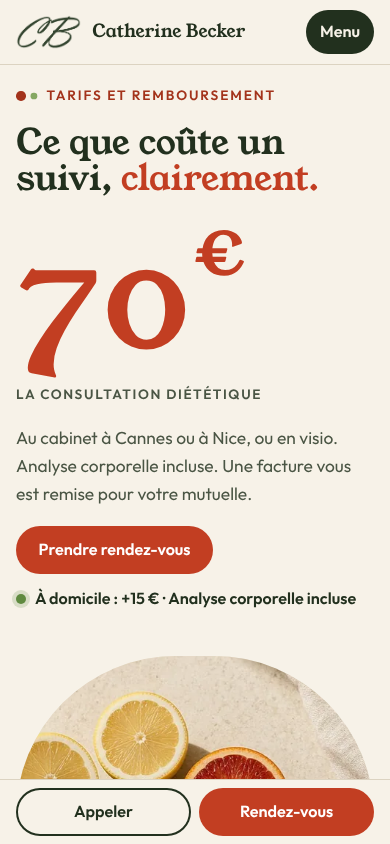 CB Catherine Becker
Menu
TARIFS ET REMBOURSEMENT
Ce que coûte un
suivi, clairement.
70 €
LA CONSULTATION DIÉTÉTIQUE
Au cabinet à Cannes ou à Nice, ou en visio.
Analyse corporelle incluse. Une facture vous
est remise pour votre mutuelle.
Prendre rendez-vous
À domicile : +15 € · Analyse corporelle incluse
Appeler
Rendez-vous